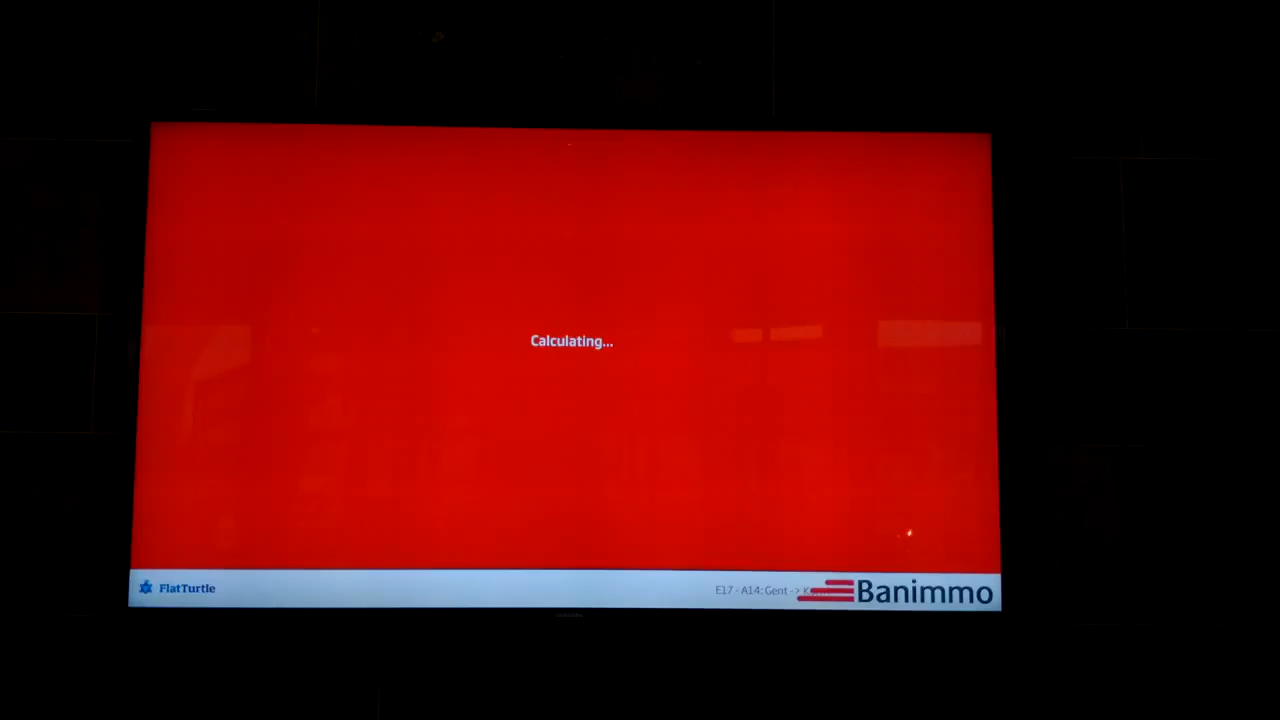 Calculating...
FlatTurtle
E17 - A14: Gent ->
Banimmo